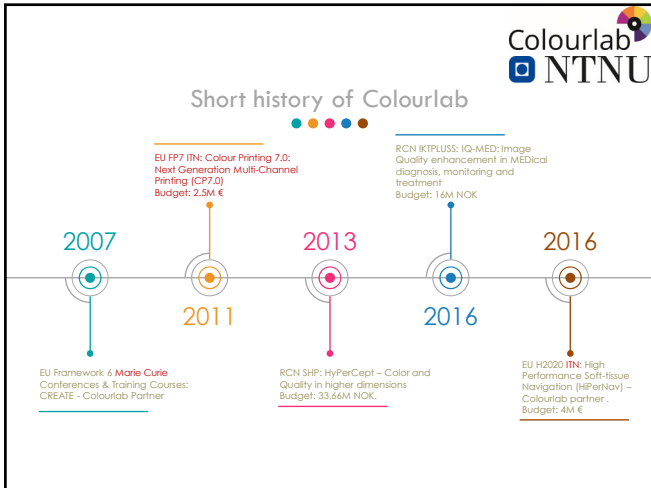 Colourlab
NTNU
Short history of Colourlab
EU FP7 ITN: Colour Printing 7.0:
Next Generation Multi-Channel
Printing (CP7.0)
Budget: 2.5M €
RCN IKTPLUSS: IQ-MED: Image
Quality enhancement in MEDical
diagnosis, monitoring and
treatment
Budget: 16M NOK
2007
2013
2016
2011
2016
EU Framework 6 Marie Curie
Conferences & Training Courses:
CREATE - Colourlab Partner
RCN SHP: HyPerCept – Color and
Quality in higher dimensions
Budget: 33,66M NOK.
EU H2020 ITN: High
Performance Soft-tissue
Navigation (HiPerNav) –
Colourlab partner .
Budget: 4M €